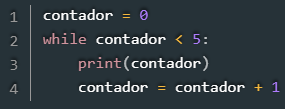 1 contador = 0
2 while contador < 5:
3     print(contador)
4     contador = contador + 1